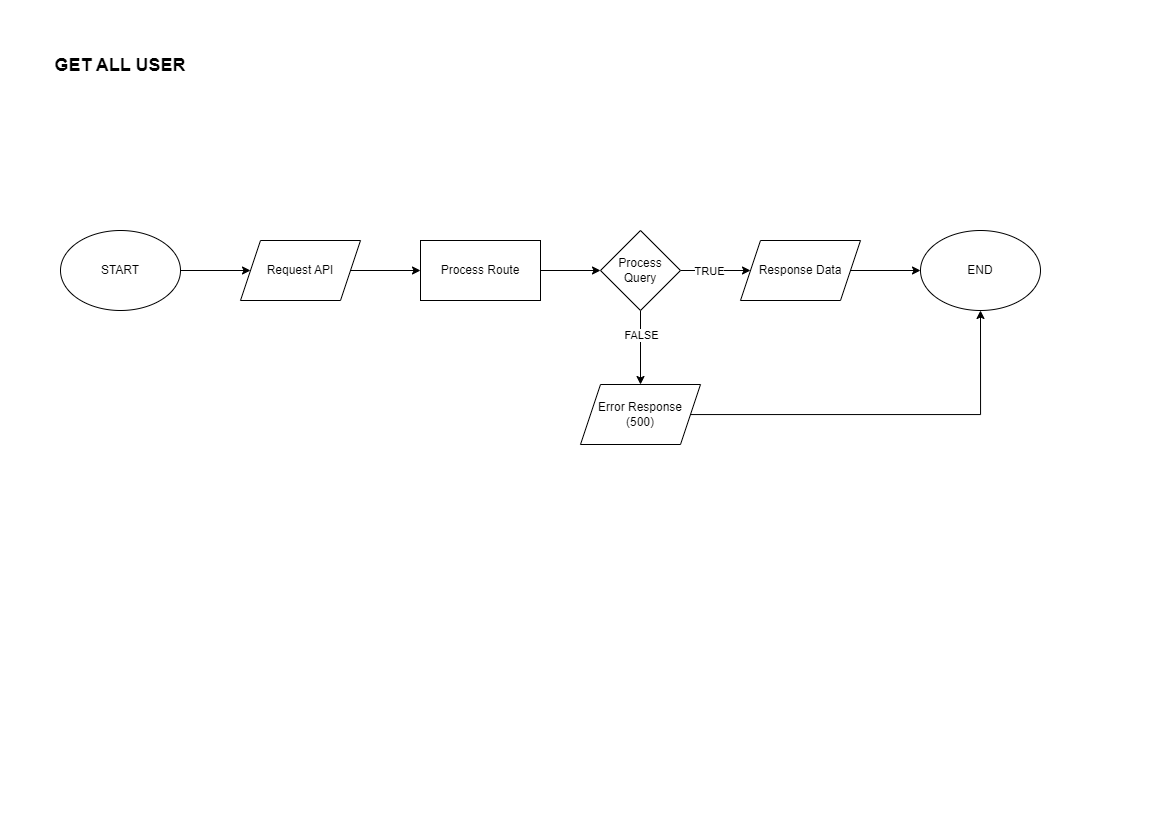 GET ALL USER
START
Request API
Process Route
Process
Query
TRUE
Response Data
END
FALSE
Error Response
(500)